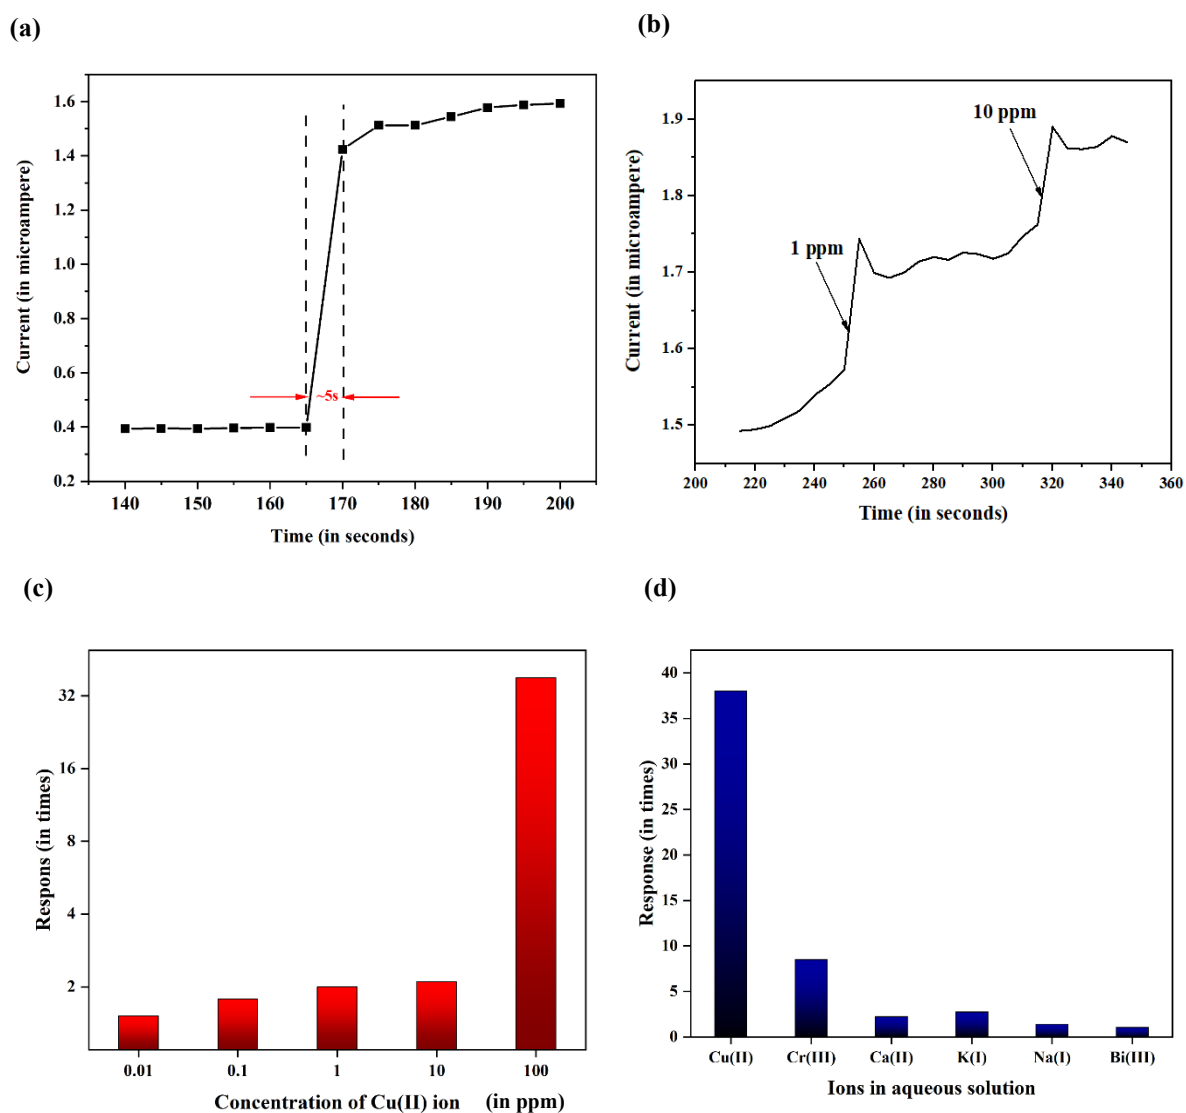 (a)
1.6
1.4
1.2
1.0
0.8
0.6
0.4
0.2
Current (in microampere)
~5s
140 150 160 170 180 190 200
Time (in seconds)
(b)
1.9
1.8
1.7
1.6
1.5
Current (in microampere)
10 ppm
1 ppm
200 220 240 260 280 300 320 340 360
Time (in seconds)
(c)
32
16
8
4
2
Respons (in times)
0.01 0.1 1 10 100
Concentration of Cu(II) ion (in ppm)
(d)
40
35
30
25
20
15
10
5
0
Response (in times)
Cu(II) Cr(III) Ca(II) K(I) Na(I) Bi(III)
Ions in aqueous solution